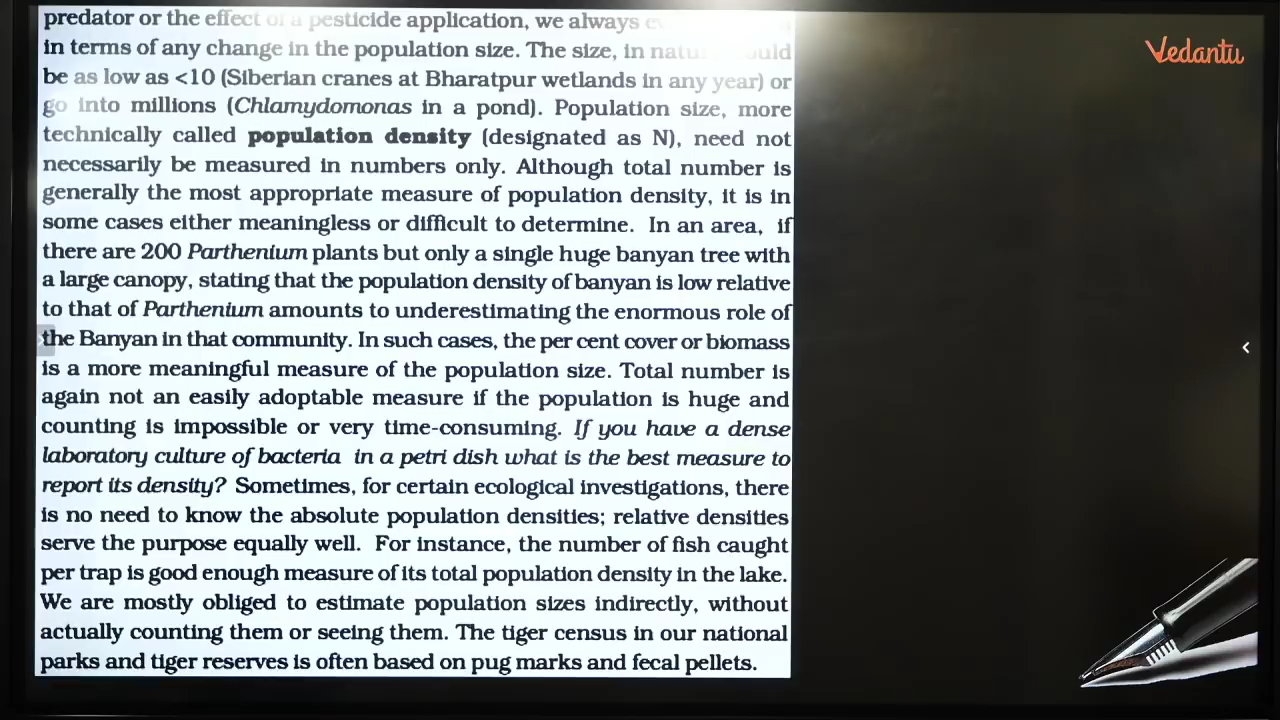 predator or the effect of a pesticide application, we always
in terms of any change in the population size. The size, in
be as low as <10 (Siberian cranes at Bharatpur wetlands in any year) or
go into millions (Chlamydomonas in a pond). Population size, more
technically called population density (designated as N), need not
necessarily be measured in numbers only. Although total number is
generally the most appropriate measure of population density, it is in
some cases either meaningless or difficult to determine. In an area, if
there are 200 Parthenium plants but only a single huge banyan tree with
a large canopy, stating that the population density of banyan is low relative
to that of Parthenium amounts to underestimating the enormous role of
the Banyan in that community. In such cases, the per cent cover or biomass
is a more meaningful measure of the population size. Total number is
again not an easily adoptable measure if the population is huge and
counting is impossible or very time-consuming. If you have a dense
laboratory culture of bacteria in a petri dish what is the best measure to
report its density? Sometimes, for certain ecological investigations, there
is no need to know the absolute population densities; relative densities
serve the purpose equally well. For instance, the number of fish caught
per trap is good enough measure of its total population density in the lake.
We are mostly obliged to estimate population sizes indirectly, without
actually counting them or seeing them. The tiger census in our national
parks and tiger reserves is often based on pug marks and fecal pellets.
Vedantu